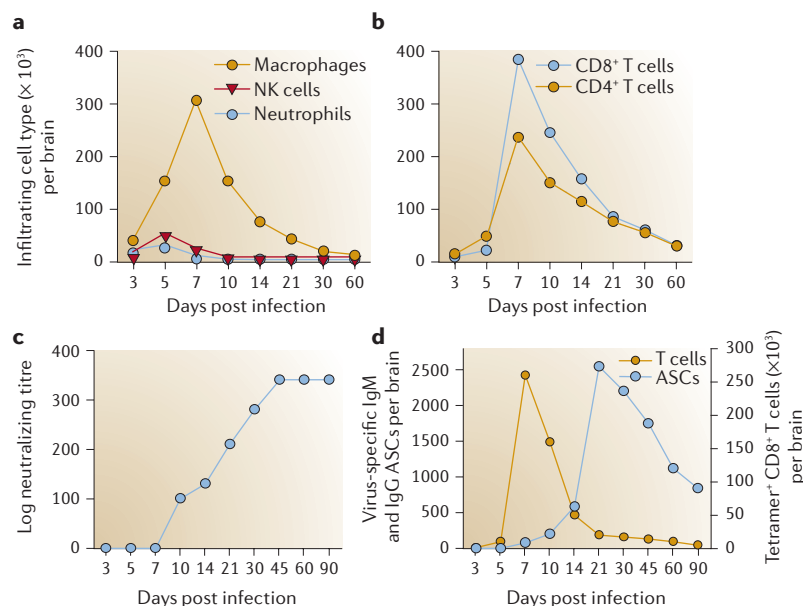 a
Infiltrating cell type (× 10³)
per brain
400
300
200
100
0
Macrophages
NK cells
Neutrophils
3 5 7 10 14 21 30 60
Days post infection
b
400
300
200
100
0
CD8⁺ T cells
CD4⁺ T cells
3 5 7 10 14 21 30 60
Days post infection
c
Log neutralizing titre
400
300
200
100
0
3 5 7 10 14 21 30 45 60 90
Days post infection
d
Virus-specific IgM
and IgG ASCs per brain
2500
2000
1500
1000
500
0
T cells
ASCs
300
250
200
150
100
50
0
Tetramer⁺ CD8⁺ T cells (×10³)
per brain
3 5 7 10 14 21 30 45 60 90
Days post infection